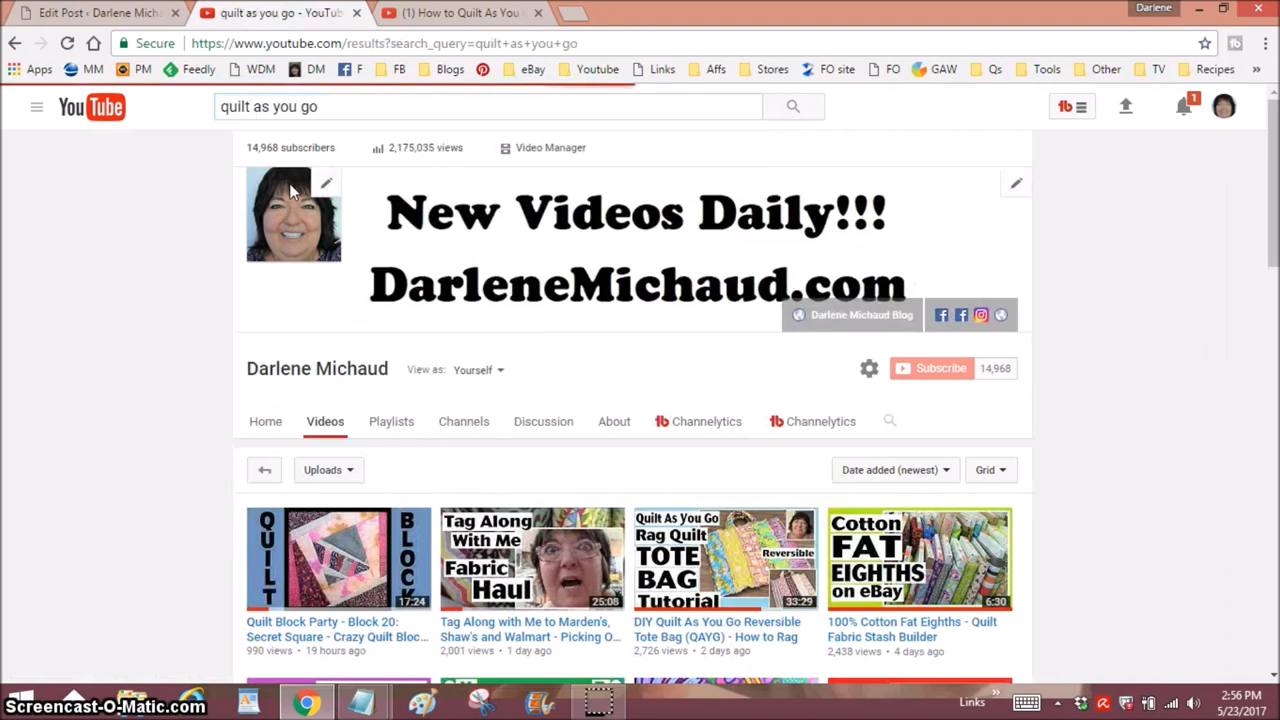 Edit Post ‹ Darlene Mich
quilt as you go - YouTub
(1) How to Quilt As You
Darlene
Secure
https://www.youtube.com/results?search_query=quilt+as+you+go
Apps MM PM Feedly WDM DM F FB Blogs eBay Youtube Links Affs Stores FO site FO GAW Qs Tools Other TV Recipes »
YouTube
quilt as you go
tb
1
14,968 subscribers
2,175,035 views
Video Manager
New Videos Daily!!!
DarleneMichaud.com
Darlene Michaud Blog
Darlene Michaud
View as: Yourself
Subscribe 14,968
Home Videos Playlists Channels Discussion About tb Channelytics tb Channelytics
Uploads
Date added (newest)
Grid
QUILT
BLOCK
17:24
Tag Along
With Me
Fabric
Haul
25:08
Quilt As You Go
Rag Quilt
TOTE
BAG
Reversible
Tutorial
33:29
Cotton
FAT
EIGHTHS
on eBay
6:30
Quilt Block Party - Block 20:
Secret Square - Crazy Quilt Bloc...
990 views • 19 hours ago
Tag Along with Me to Marden's,
Shaw's and Walmart - Picking O...
2,001 views • 1 day ago
DIY Quilt As You Go Reversible
Tote Bag (QAYG) - How to Rag
2,726 views • 2 days ago
100% Cotton Fat Eighths - Quilt
Fabric Stash Builder
2,438 views • 4 days ago
Screencast-O-Matic.com
Links
»
2:56 PM
5/23/2017